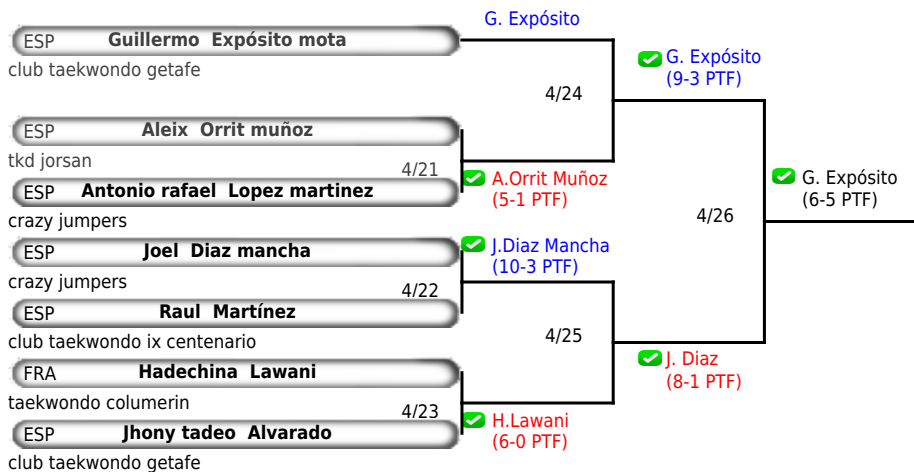 G. Expósito
ESP Guillermo Expósito mota
club taekwondo getafe
G. Expósito
(9-3 PTF)
4/24
ESP Aleix Orrit muñoz
tkd jorsan
4/21
ESP Antonio rafael Lopez martinez
crazy jumpers
A.Orrit Muñoz
(5-1 PTF)
G. Expósito
(6-5 PTF)
4/26
ESP Joel Diaz mancha
crazy jumpers
J.Diaz Mancha
(10-3 PTF)
4/22
ESP Raul Martínez
club taekwondo ix centenario
4/25
J. Diaz
(8-1 PTF)
FRA Hadechina Lawani
taekwondo columerin
4/23
ESP Jhony tadeo Alvarado
club taekwondo getafe
H.Lawani
(6-0 PTF)